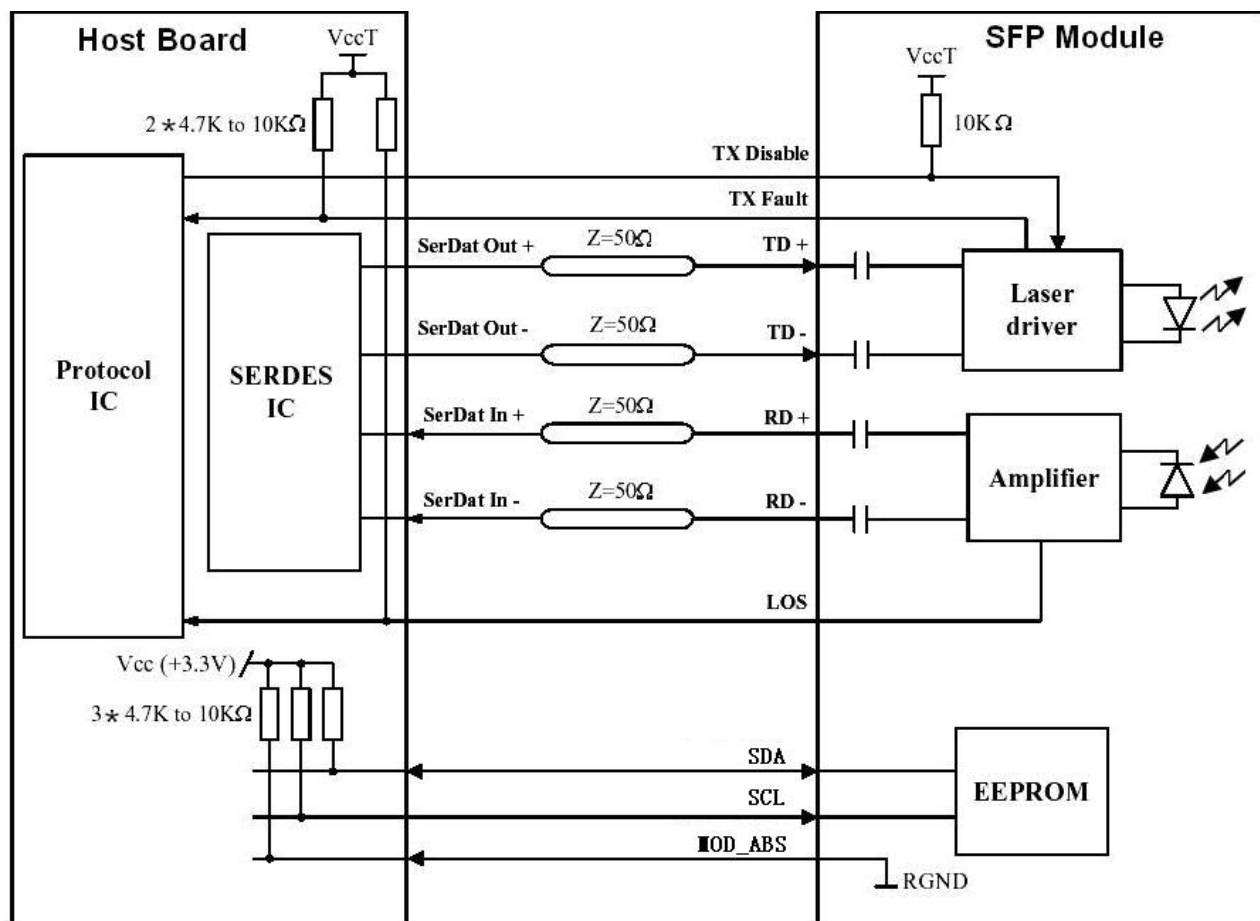 Host Board
SFP Module
VccT
VccT
2*4.7K to 10KΩ
10KΩ
TX Disable
TX Fault
SerDat Out +
Z=50Ω
TD +
SerDat Out -
Z=50Ω
TD -
Laser
driver
Protocol
IC
SERDES
IC
SerDat In +
Z=50Ω
RD +
SerDat In -
Z=50Ω
RD -
Amplifier
LOS
Vcc (+3.3V)
3*4.7K to 10KΩ
SDA
SCL
MOD_ABS
EEPROM
RGND